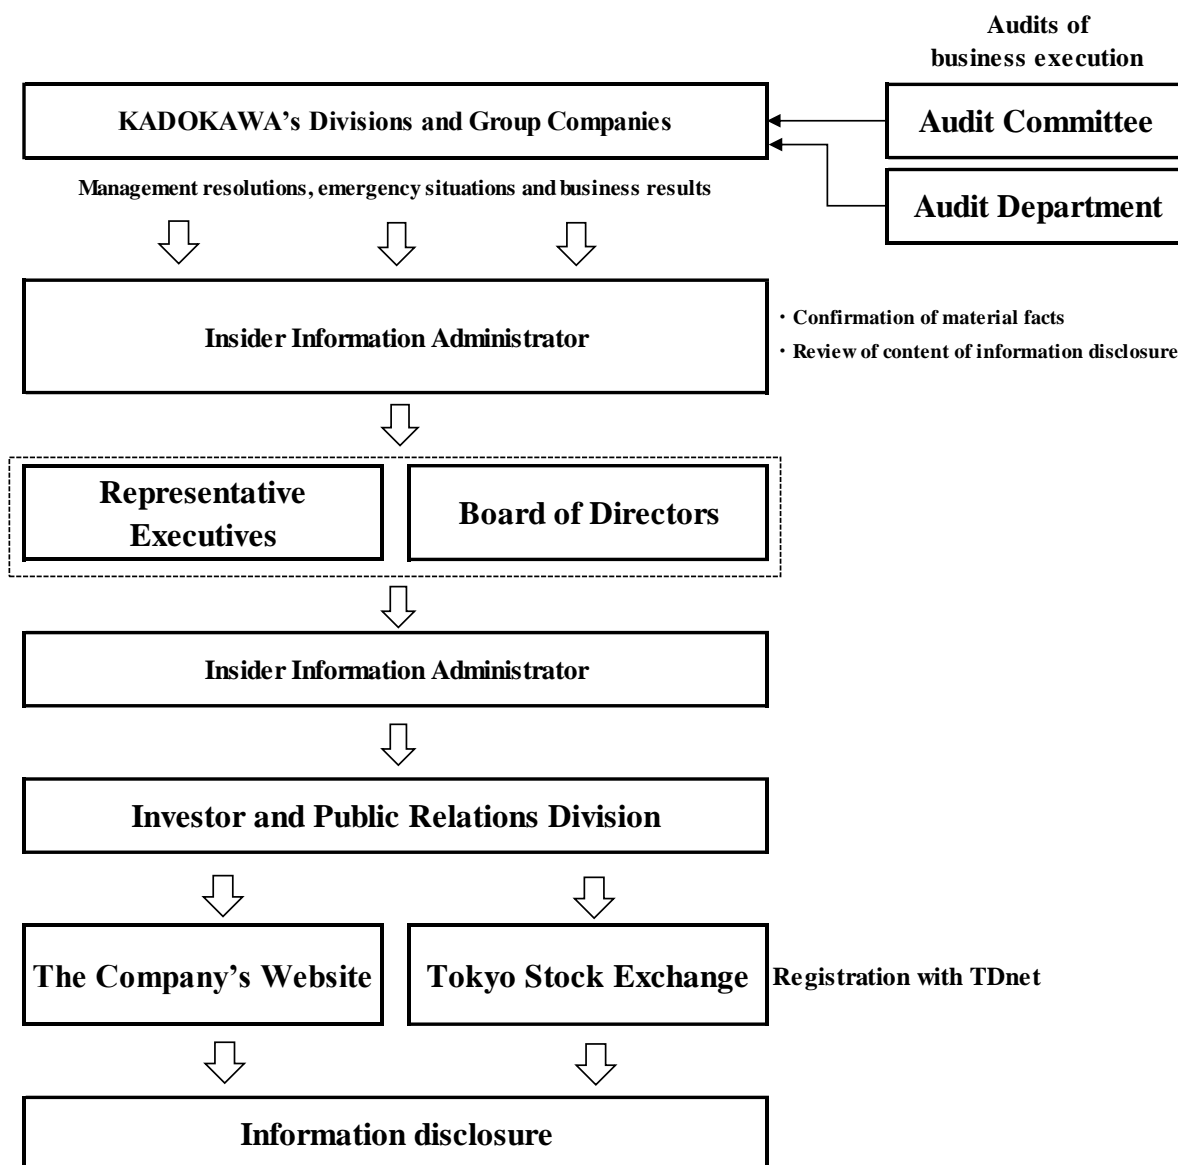 Audits of
business execution
KADOKAWA’s Divisions and Group Companies
Audit Committee
Management resolutions, emergency situations and business results
Audit Department
Insider Information Administrator
・Confirmation of material facts
・Review of content of information disclosure
Representative
Executives
Board of Directors
Insider Information Administrator
Investor and Public Relations Division
The Company’s Website
Tokyo Stock Exchange
Registration with TDnet
Information disclosure